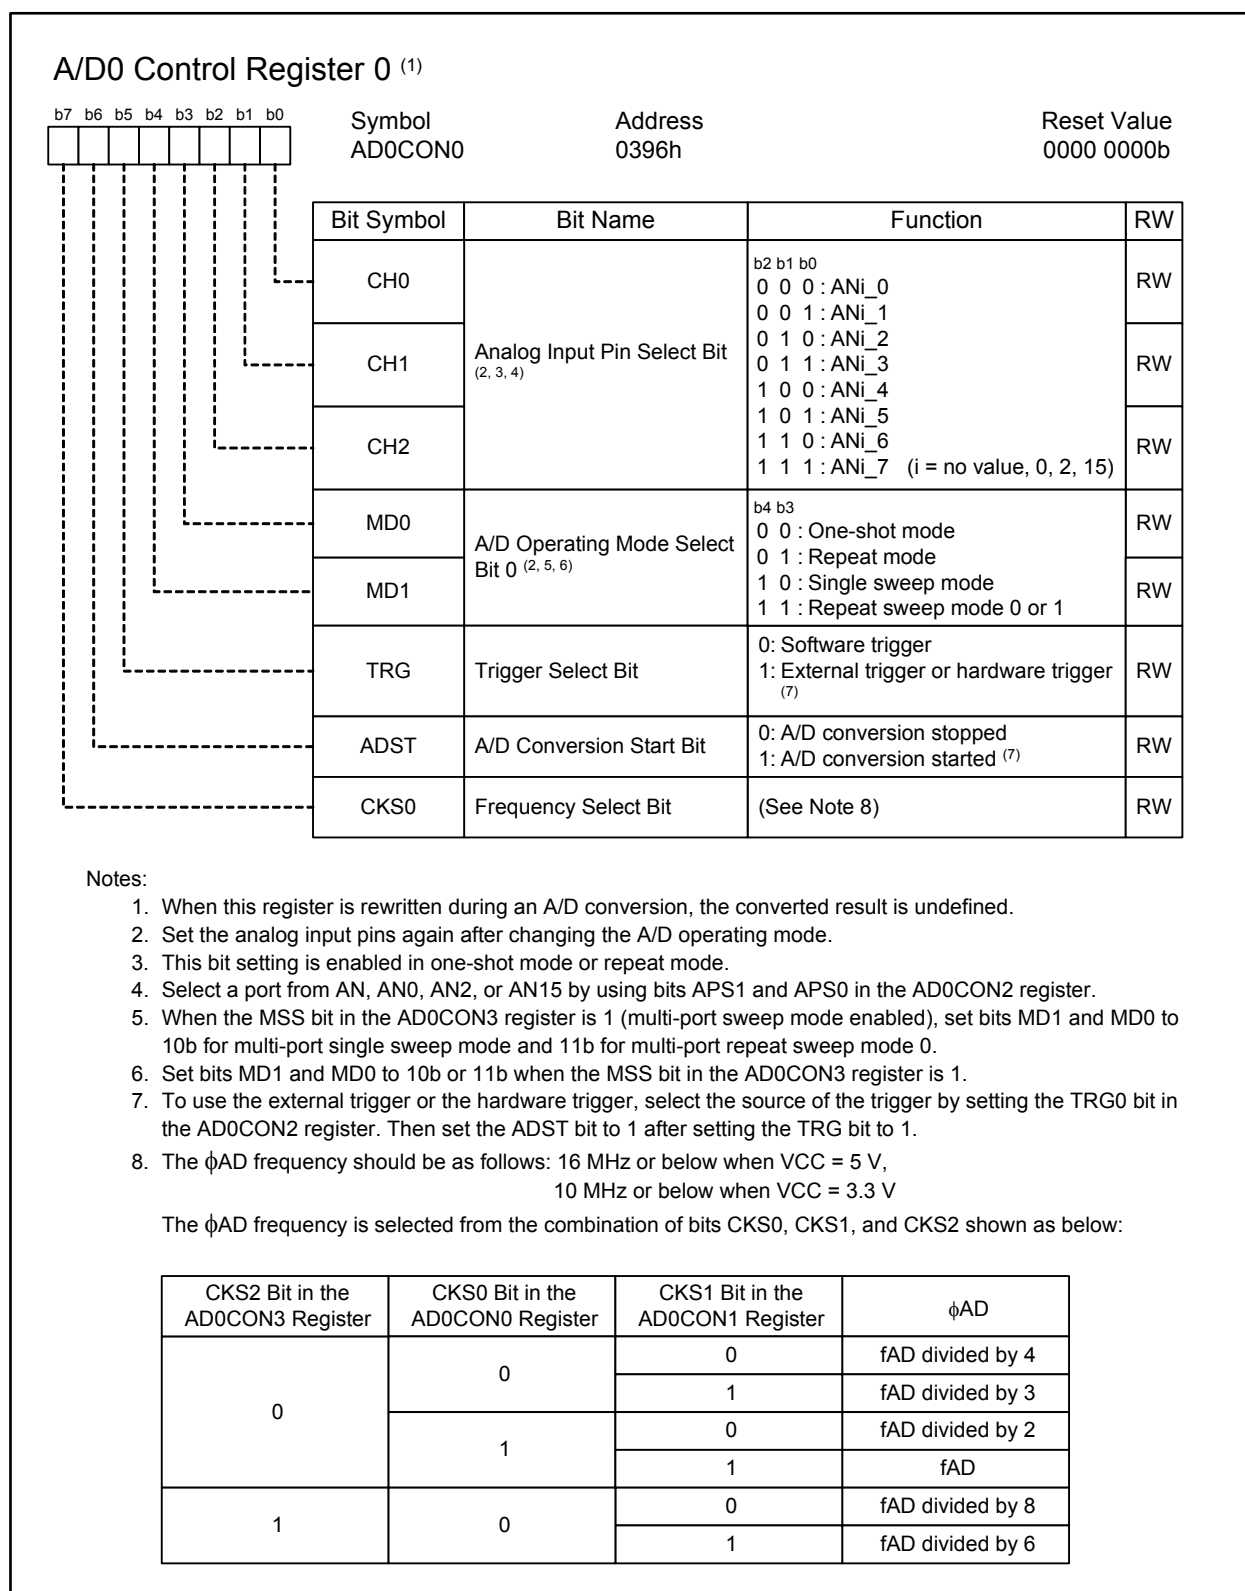 A/D0 Control Register 0 (1)
b7 b6 b5 b4 b3 b2 b1 b0
Symbol Address Reset Value
AD0CON0 0396h 0000 0000b
Bit Symbol Bit Name Function RW
CH0 RW
CH1 RW
CH2 RW
Analog Input Pin Select Bit
(2, 3, 4)
b2 b1 b0
0 0 0 : ANi_0
0 0 1 : ANi_1
0 1 0 : ANi_2
0 1 1 : ANi_3
1 0 0 : ANi_4
1 0 1 : ANi_5
1 1 0 : ANi_6
1 1 1 : ANi_7 (i = no value, 0, 2, 15)
MD0 RW
MD1 RW
A/D Operating Mode Select
Bit 0 (2, 5, 6)
b4 b3
0 0 : One-shot mode
0 1 : Repeat mode
1 0 : Single sweep mode
1 1 : Repeat sweep mode 0 or 1
TRG Trigger Select Bit RW
0: Software trigger
1: External trigger or hardware trigger
(7)
ADST A/D Conversion Start Bit RW
0: A/D conversion stopped
1: A/D conversion started (7)
CKS0 Frequency Select Bit (See Note 8) RW
Notes:
1. When this register is rewritten during an A/D conversion, the converted result is undefined.
2. Set the analog input pins again after changing the A/D operating mode.
3. This bit setting is enabled in one-shot mode or repeat mode.
4. Select a port from AN, AN0, AN2, or AN15 by using bits APS1 and APS0 in the AD0CON2 register.
5. When the MSS bit in the AD0CON3 register is 1 (multi-port sweep mode enabled), set bits MD1 and MD0 to
10b for multi-port single sweep mode and 11b for multi-port repeat sweep mode 0.
6. Set bits MD1 and MD0 to 10b or 11b when the MSS bit in the AD0CON3 register is 1.
7. To use the external trigger or the hardware trigger, select the source of the trigger by setting the TRG0 bit in
the AD0CON2 register. Then set the ADST bit to 1 after setting the TRG bit to 1.
8. The ϕAD frequency should be as follows: 16 MHz or below when VCC = 5 V,
10 MHz or below when VCC = 3.3 V
The ϕAD frequency is selected from the combination of bits CKS0, CKS1, and CKS2 shown as below:
CKS2 Bit in the CKS0 Bit in the CKS1 Bit in the ϕAD
AD0CON3 Register AD0CON0 Register AD0CON1 Register
0 0 0 fAD divided by 4
1 fAD divided by 3
1 0 fAD divided by 2
1 fAD
1 0 0 fAD divided by 8
1 fAD divided by 6